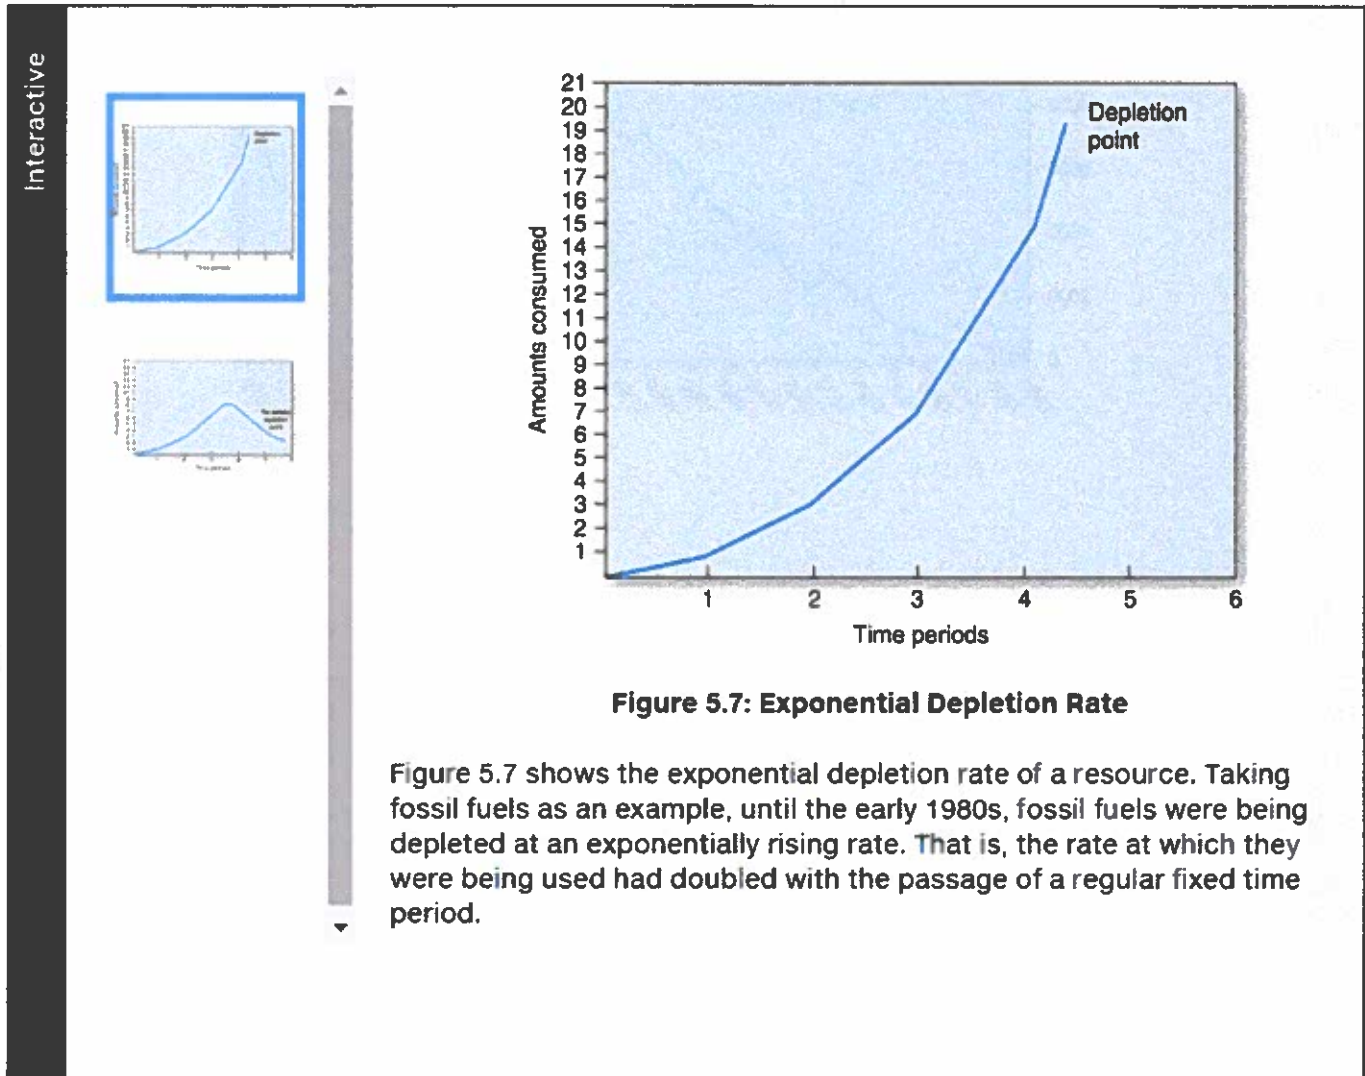 Interactive
21
20
19
18
17
16
15
14
13
12
11
10
9
8
7
6
5
4
3
2
1
Amounts consumed
Depletion
point
1 2 3 4 5 6
Time periods
Figure 5.7: Exponential Depletion Rate
Figure 5.7 shows the exponential depletion rate of a resource. Taking
fossil fuels as an example, until the early 1980s, fossil fuels were being
depleted at an exponentially rising rate. That is, the rate at which they
were being used had doubled with the passage of a regular fixed time
period.